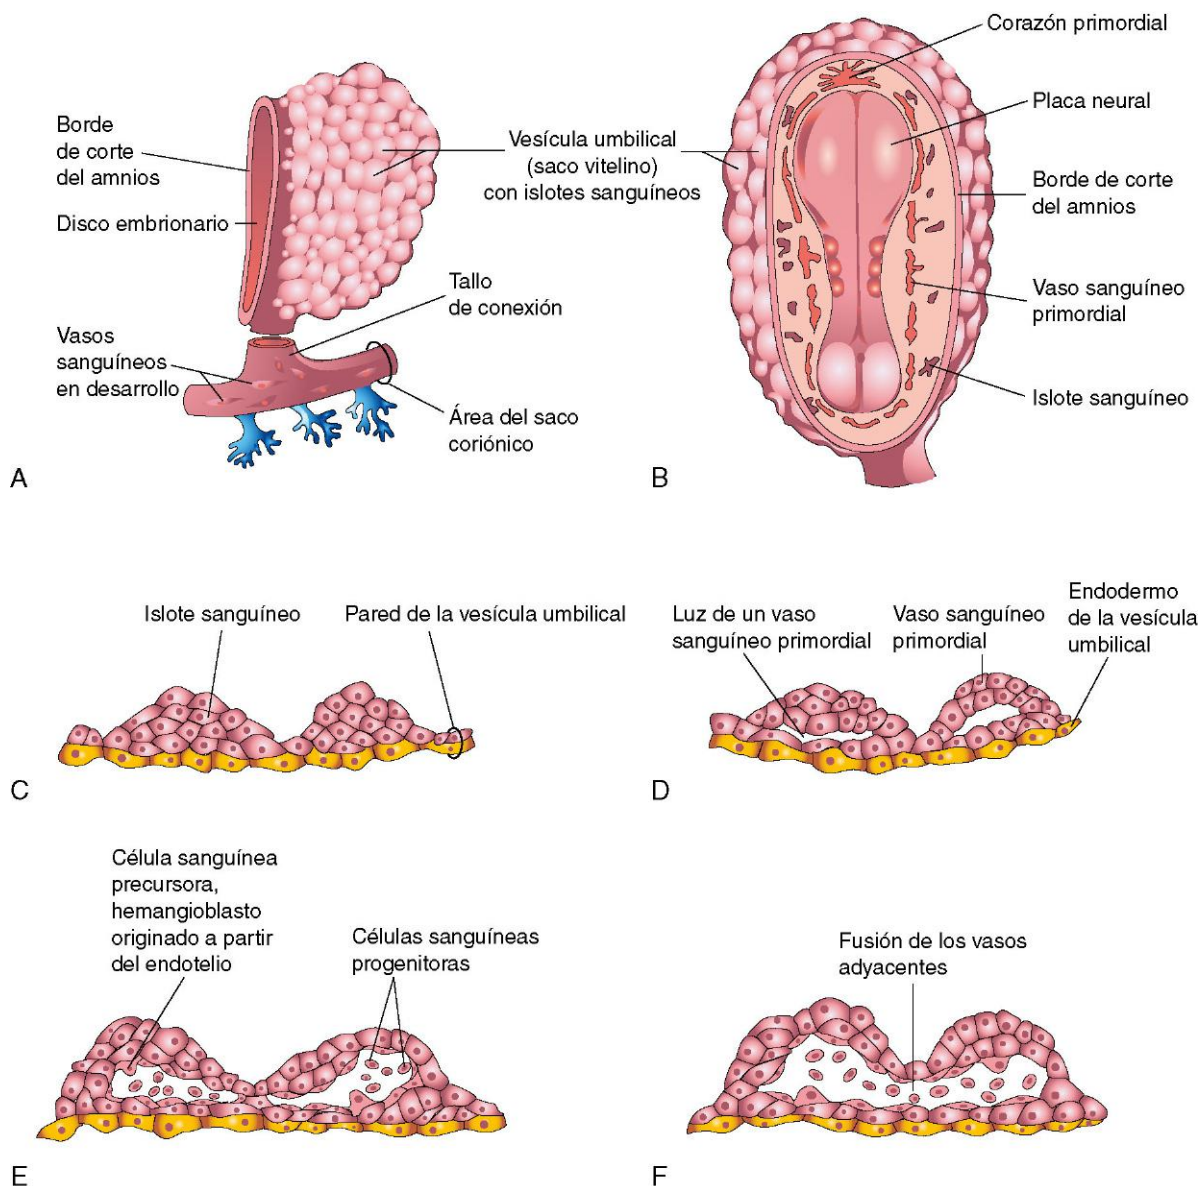 Borde
de corte
del amnios
Disco embrionario
Vasos
sanguíneos
en desarrollo
Tallo
de conexión
Área del saco
coriónico
A
Vesícula umbilical
(saco vitelino)
con islotes sanguíneos
Corazón primordial
Placa neural
Borde de corte
del amnios
Vaso sanguíneo
primordial
Islote sanguíneo
B
Islote sanguíneo
Pared de la vesícula umbilical
C
Luz de un vaso
sanguíneo primordial
Vaso sanguíneo
primordial
Endodermo
de la vesícula
umbilical
D
Célula sanguínea
precursora,
hemangioblasto
originado a partir
del endotelio
Células sanguíneas
progenitoras
E
Fusión de los vasos
adyacentes
F